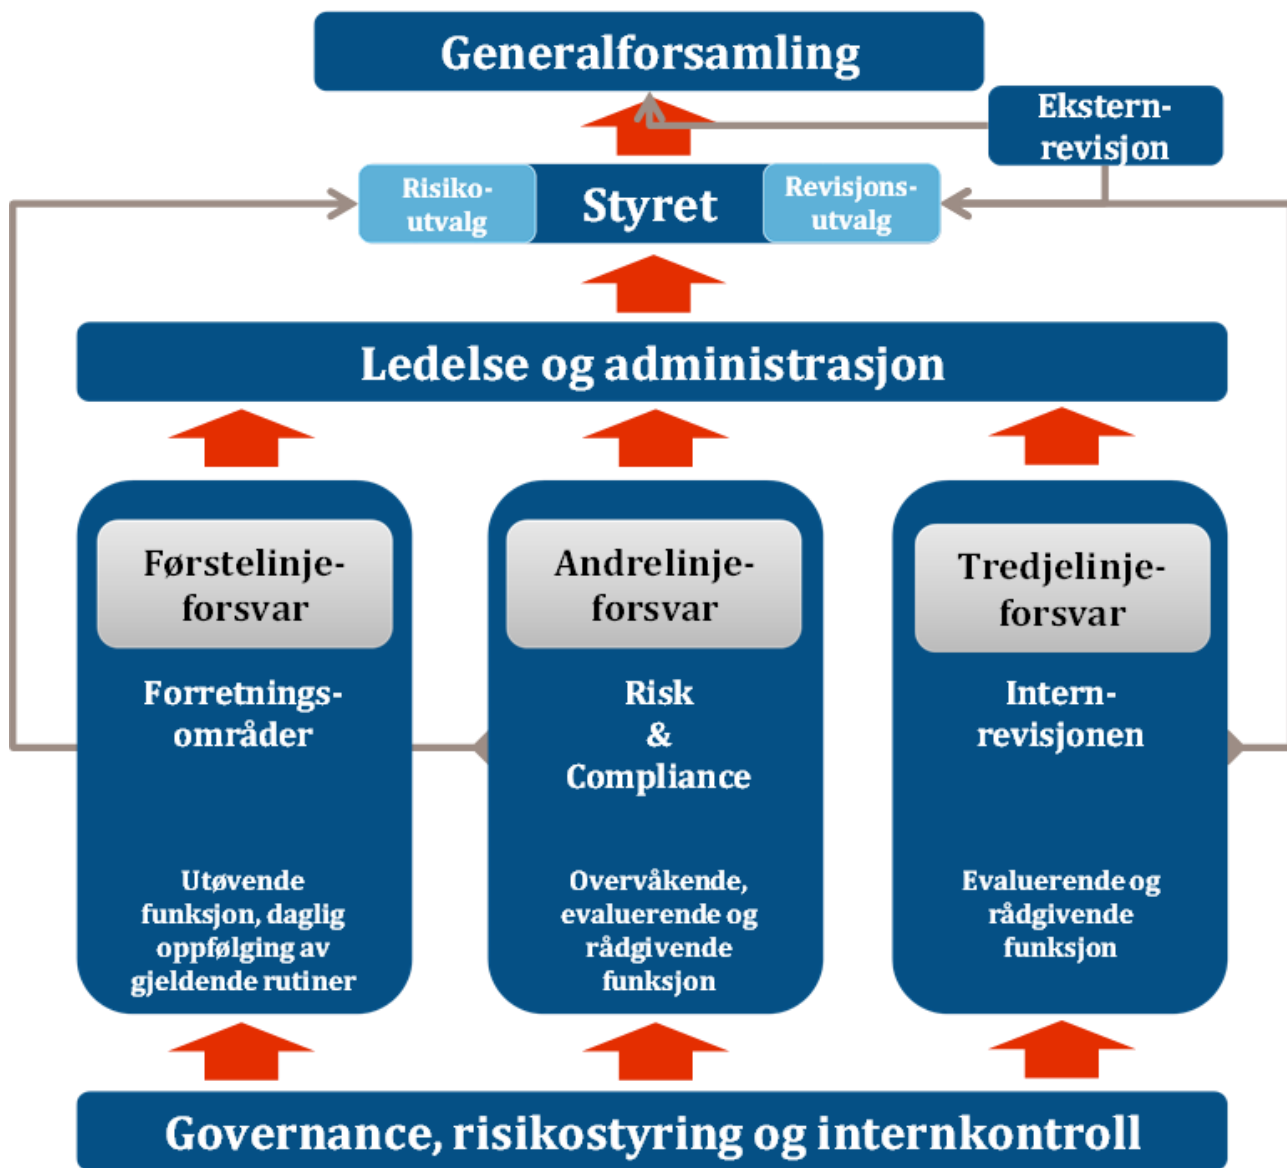 Generalforsamling
Ekstern-
revisjon
Risiko-
utvalg
Styret
Revisjons-
utvalg
Ledelse og administrasjon
Førstelinje-
forsvar
Forretnings-
områder
Utøvende
funksjon, daglig
oppfølging av
gjeldende rutiner
Andrelinje-
forsvar
Risk
&
Compliance
Overvåkende,
evaluerende og
rådgivende
funksjon
Tredjelinje-
forsvar
Intern-
revisjonen
Evaluerende og
rådgivende
funksjon
Governance, risikostyring og internkontroll